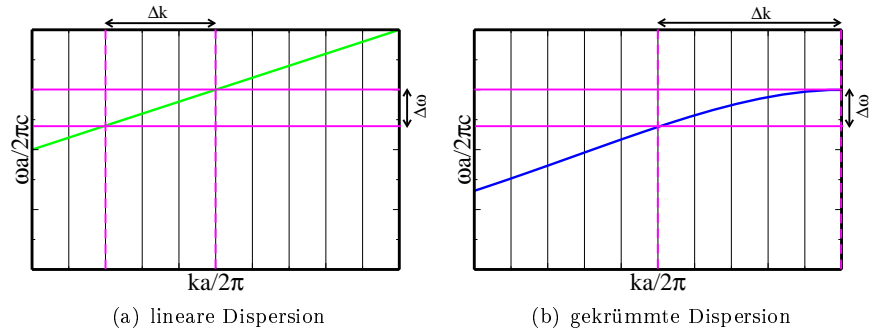 Δk
Δω
ωa/2πc
ka/2π
(a) lineare Dispersion
Δk
Δω
ωa/2πc
ka/2π
(b) gekrümmte Dispersion